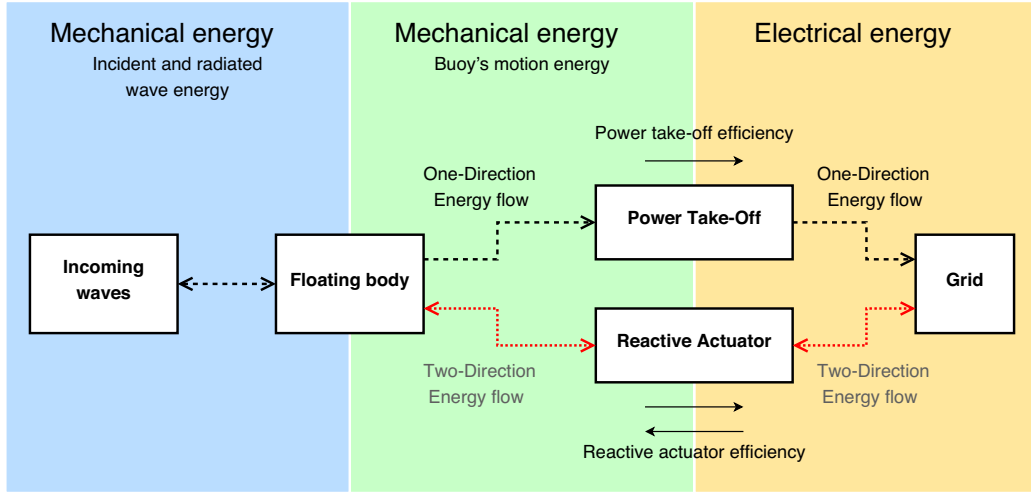 Mechanical energy
Incident and radiated
wave energy
Mechanical energy
Buoy's motion energy
Electrical energy
Power take-off efficiency
One-Direction
Energy flow
One-Direction
Energy flow
Power Take-Off
Incoming
waves
Floating body
Grid
Reactive Actuator
Two-Direction
Energy flow
Two-Direction
Energy flow
Reactive actuator efficiency